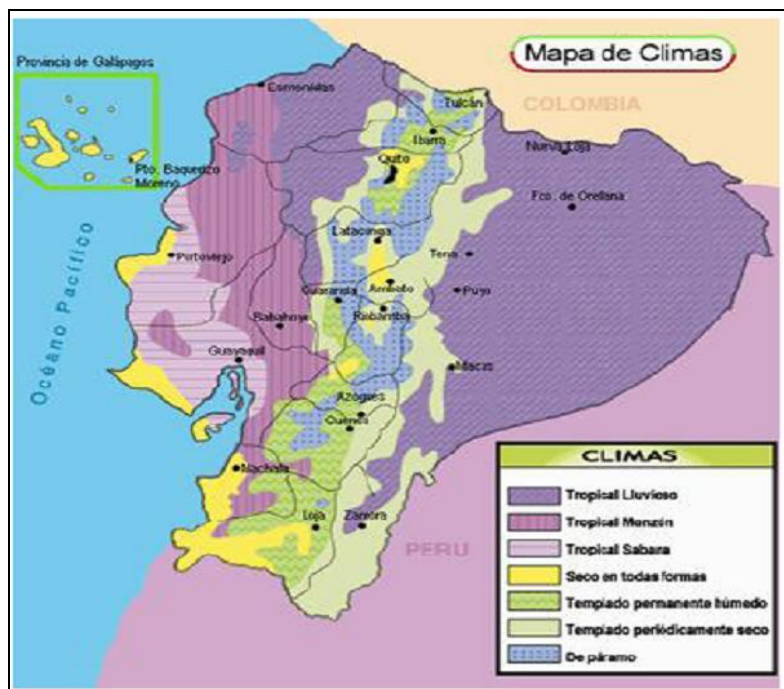 Mapa de Climas
Provincia de Galápagos
Pto. Baquerizo
Moreno
Esmeraldas
Tulcán
COLOMBIA
Ibarra
Nueva Loja
Quito
Fco. de Orellana
Latacunga
Tena
Portoviejo
Ambato
Guaranda
Puyo
Riobamba
Babahoyo
Guayaquil
Macas
Océano Pacífico
Azogues
Cuenca
Machala
Loja
Zamora
PERU
CLIMAS
Tropical Lluvioso
Tropical Monzón
Tropical Sabana
Seco en todas formas
Templado permanente húmedo
Templado periódicamente seco
De páramo